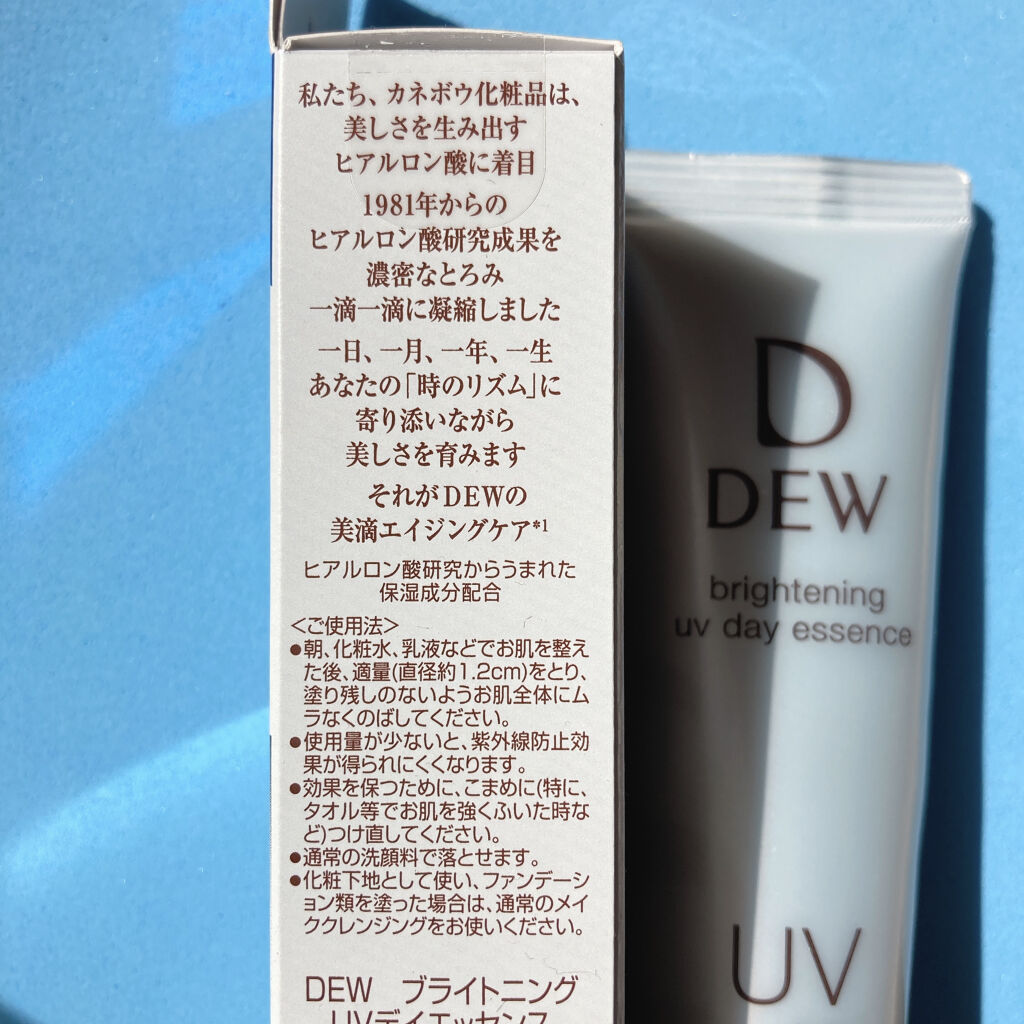 私たち、カネボウ化粧品は、
美しさを生み出す
ヒアルロン酸に着目
1981年からの
ヒアルロン酸研究成果を
濃密なとろみ
一滴一滴に凝縮しました
一日、一月、一年、一生
あなたの「時のリズム」に
寄り添いながら
美しさを育みます
それがDEWの
美滴エイジングケア*1
ヒアルロン酸研究からうまれた
保湿成分配合
<ご使用法>
●朝、化粧水、乳液などでお肌を整え
た後、適量(直径約1.2cm)をとり、
塗り残しのないようお肌全体にム
ラなくのばしてください。
●使用量が少ないと、紫外線防止効
果が得られにくくなります。
●効果を保つために、こまめに(特に、
タオル等でお肌を強くふいた時な
ど)つけ直してください。
●通常の洗顔料で落とせます。
●化粧下地として使い、ファンデーシ
ョン類を塗った場合は、通常のメイ
ククレンジングをお使いください。
DEW ブライトニング
UVデイエッセンス
D
DEW
brightening
uv day essence
UV